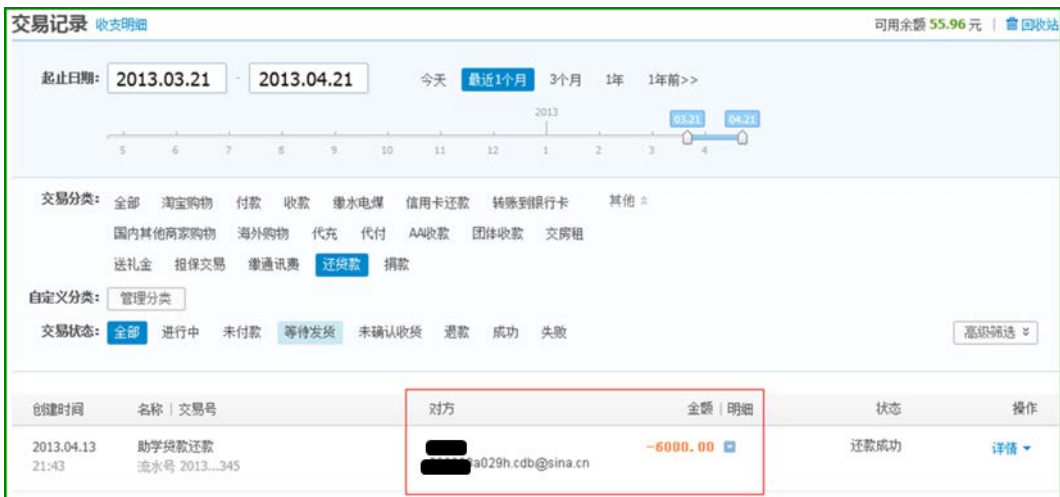 交易记录 收支明细 可用余额 55.96 元 | 回收站
起止日期: 2013.03.21 - 2013.04.21 今天 最近1个月 3个月 1年 1年前>>
2013
03.21 04.21
5 6 7 8 9 10 11 12 1 2 3 4
交易分类: 全部 淘宝购物 付款 收款 缴水电煤 信用卡还款 转账到银行卡 其他
国内其他商家购物 海外购物 代充 代付 AA收款 团体收款 交房租
送礼金 担保交易 缴通讯费 还贷款 捐款
自定义分类: 管理分类
交易状态: 全部 进行中 未付款 等待发货 未确认收货 退款 成功 失败 高级筛选
创建时间 名称 | 交易号 对方 金额 | 明细 状态 操作
2013.04.13 助学贷款还款 -6000.00 还款成功 详情
21:43 流水号 2013...345 a029h.cdb@sina.cn